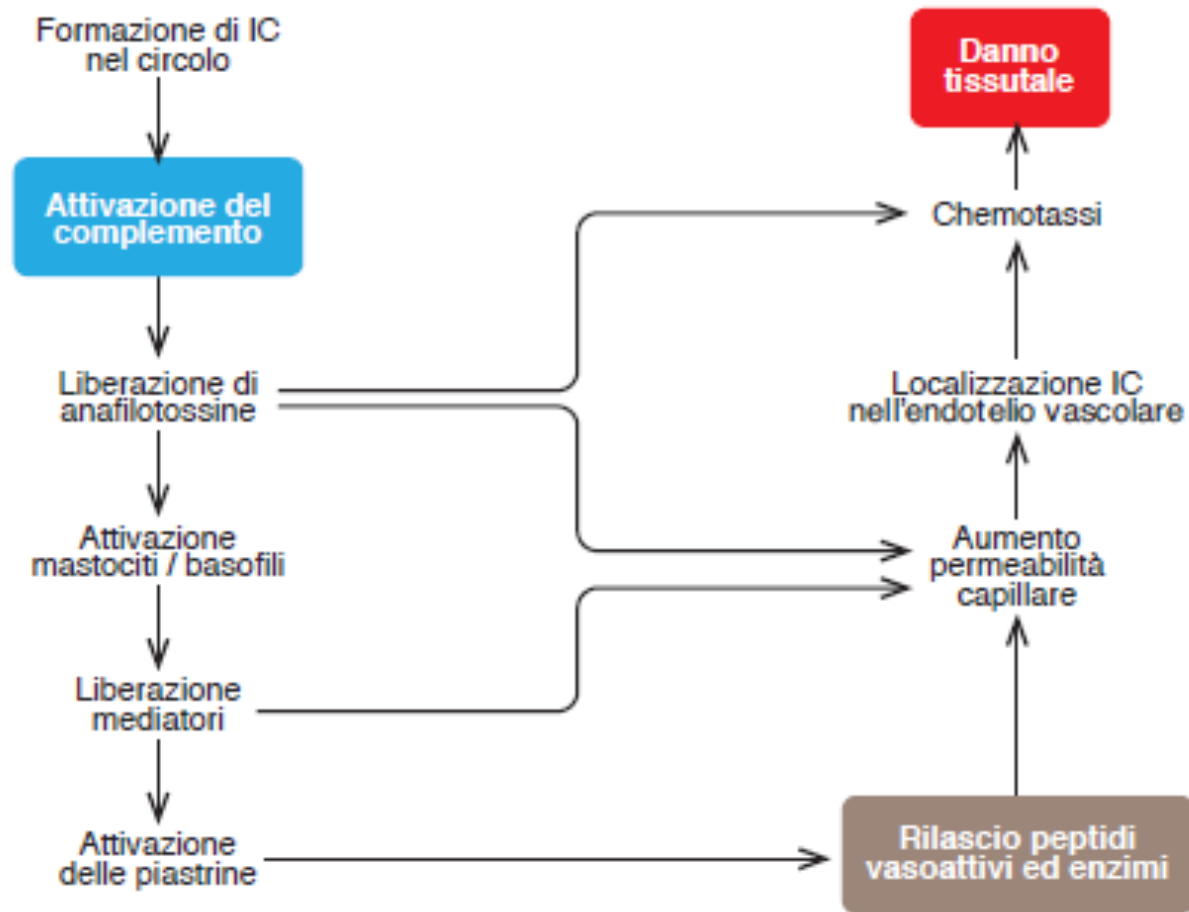 Formazione di IC
nel circolo
Attivazione del
complemento
Liberazione di
anafilotossine
Attivazione
mastociti / basofili
Liberazione
mediatori
Attivazione
delle piastrine
Danno
tissutale
Chemotassi
Localizzazione IC
nell'endotelio vascolare
Aumento
permeabilità
capillare
Rilascio peptidi
vasoattivi ed enzimi